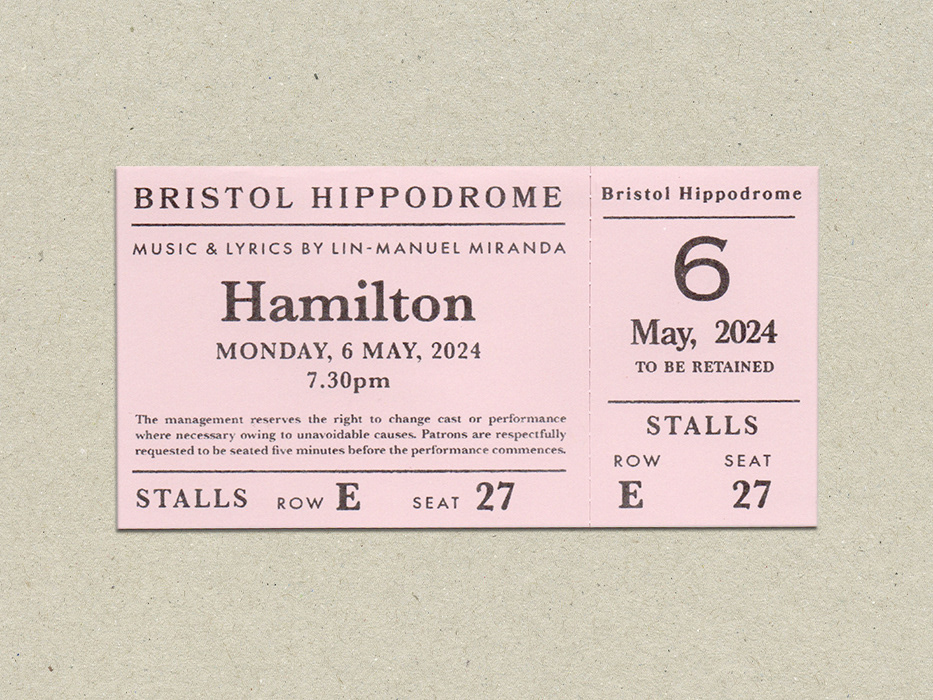 BRISTOL HIPPODROME
MUSIC & LYRICS BY LIN-MANUEL MIRANDA
Hamilton
MONDAY, 6 MAY, 2024
7.30pm
The management reserves the right to change cast or performance
where necessary owing to unavoidable causes. Patrons are respectfully
requested to be seated five minutes before the performance commences.
STALLS ROW E SEAT 27
Bristol Hippodrome
6
May, 2024
TO BE RETAINED
STALLS
ROW SEAT
E 27